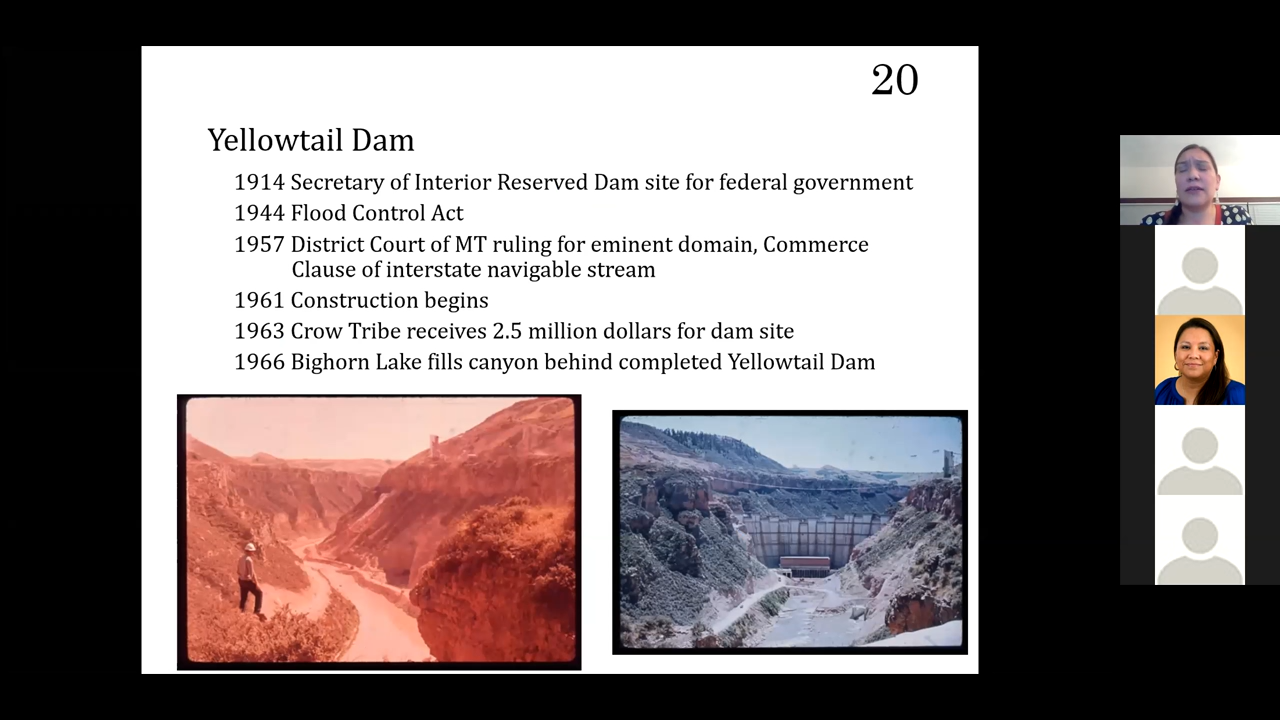 20
Yellowtail Dam
1914 Secretary of Interior Reserved Dam site for federal government
1944 Flood Control Act
1957 District Court of MT ruling for eminent domain, Commerce
Clause of interstate navigable stream
1961 Construction begins
1963 Crow Tribe receives 2.5 million dollars for dam site
1966 Bighorn Lake fills canyon behind completed Yellowtail Dam